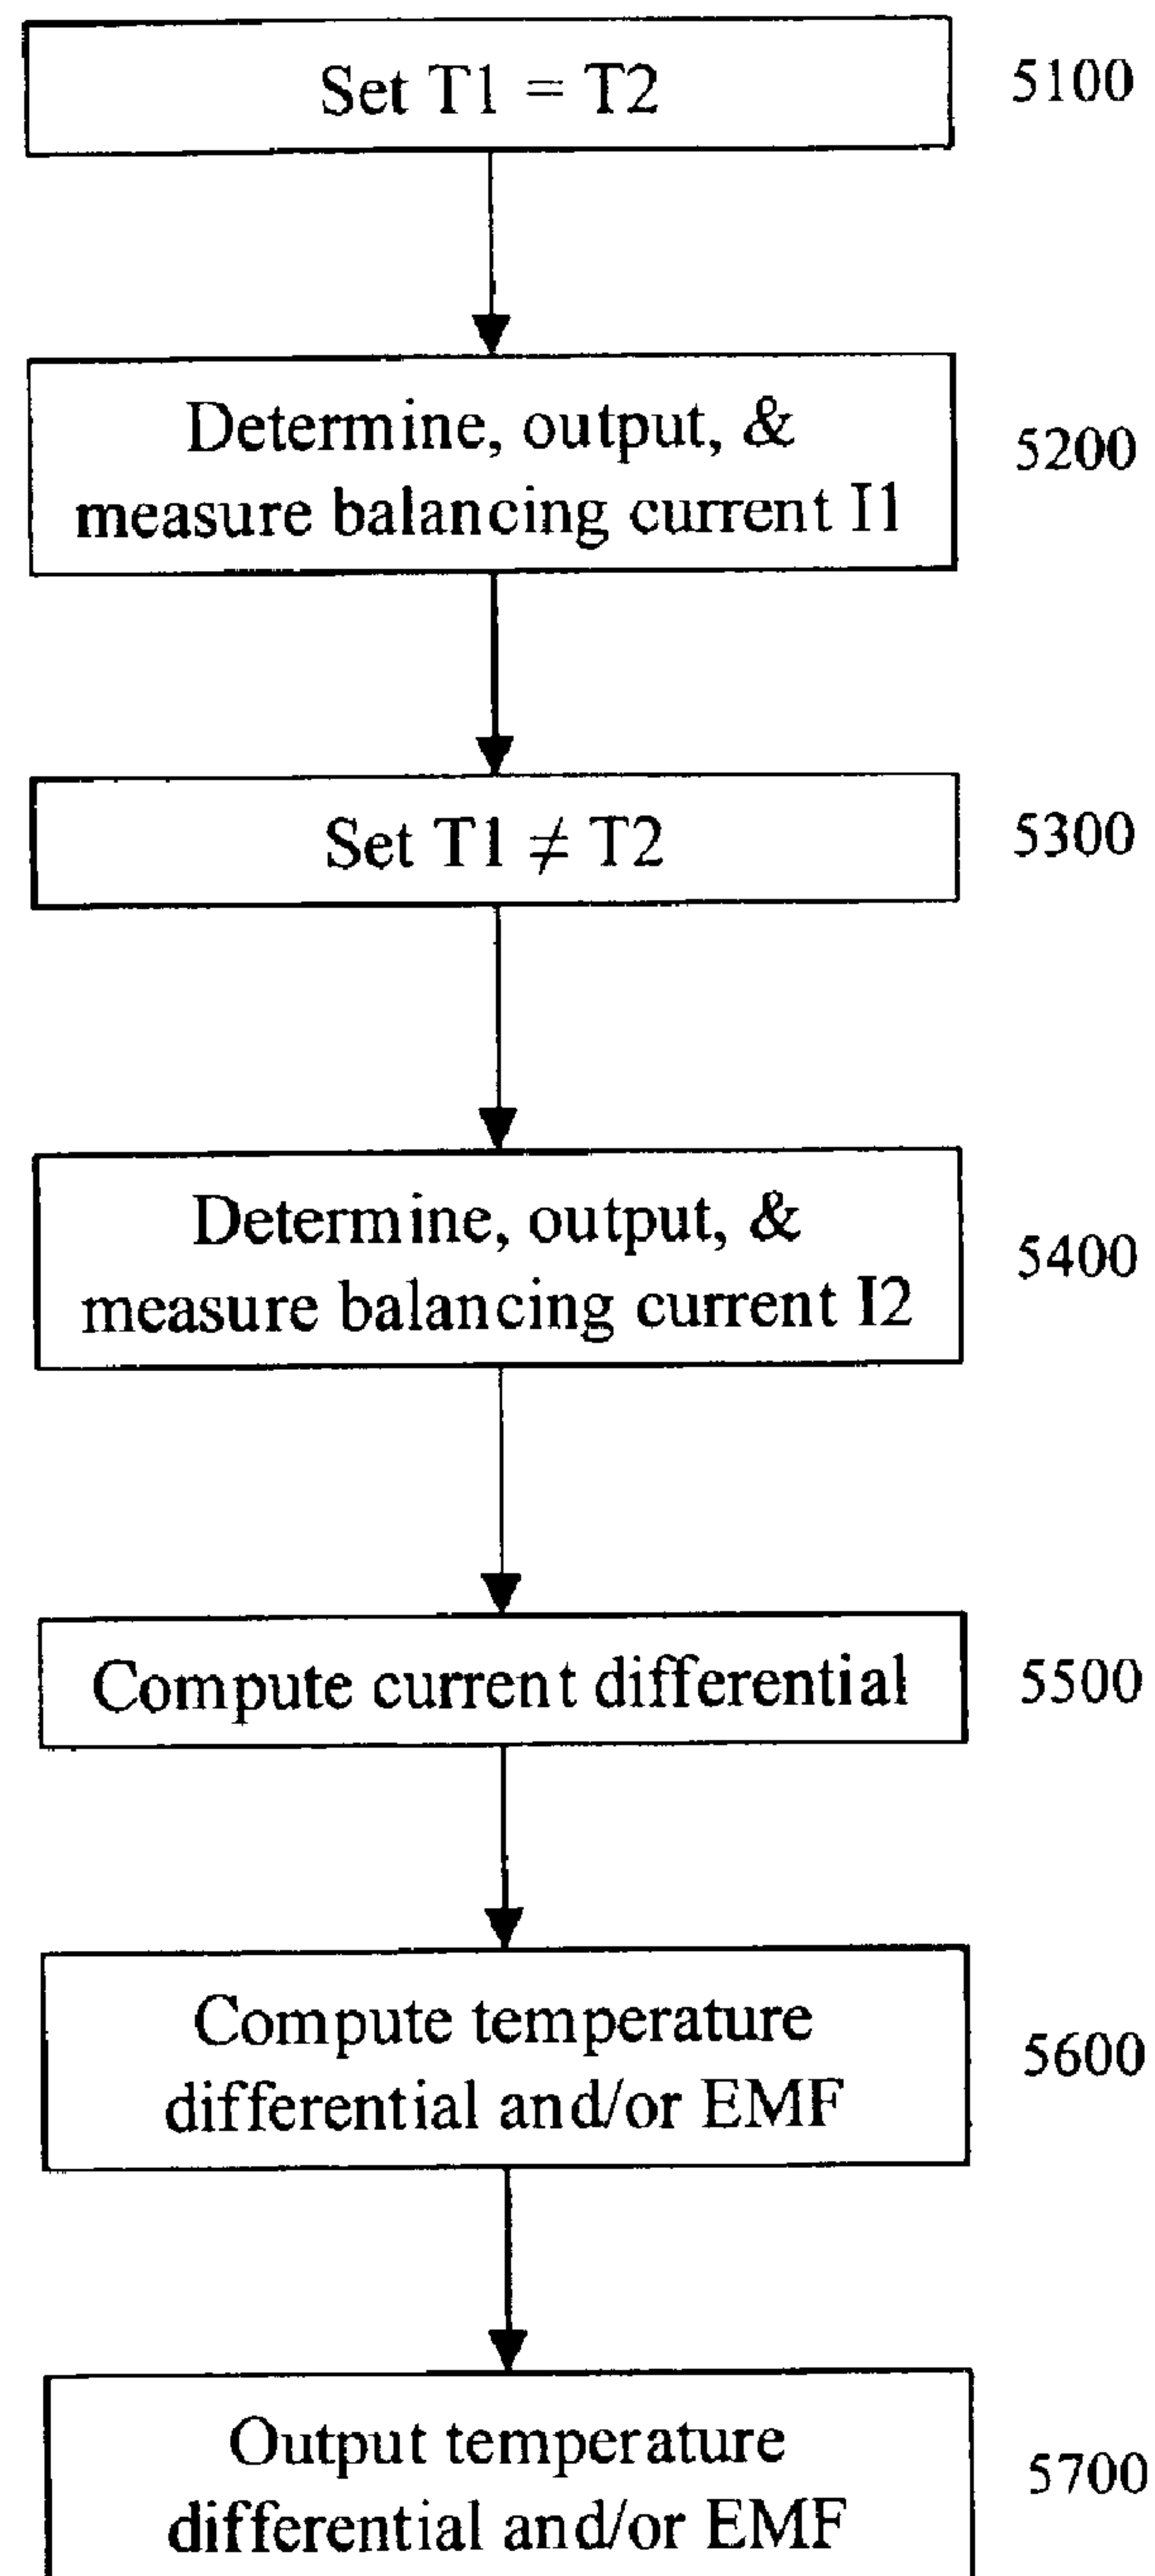 Set T1 = T2
5100
Determine, output, &
measure balancing current I1
5200
Set T1 ≠ T2
5300
Determine, output, &
measure balancing current I2
5400
Compute current differential
5500
Compute temperature
differential and/or EMF
5600
Output temperature
differential and/or EMF
5700